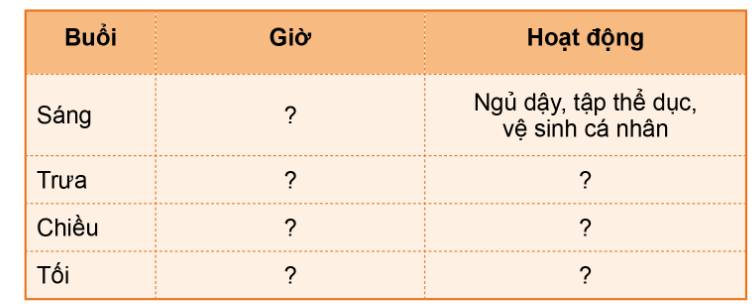 Buổi Giờ Hoạt động
Sáng ? Ngủ dậy, tập thể dục,
vệ sinh cá nhân
Trưa ? ?
Chiều ? ?
Tối ? ?